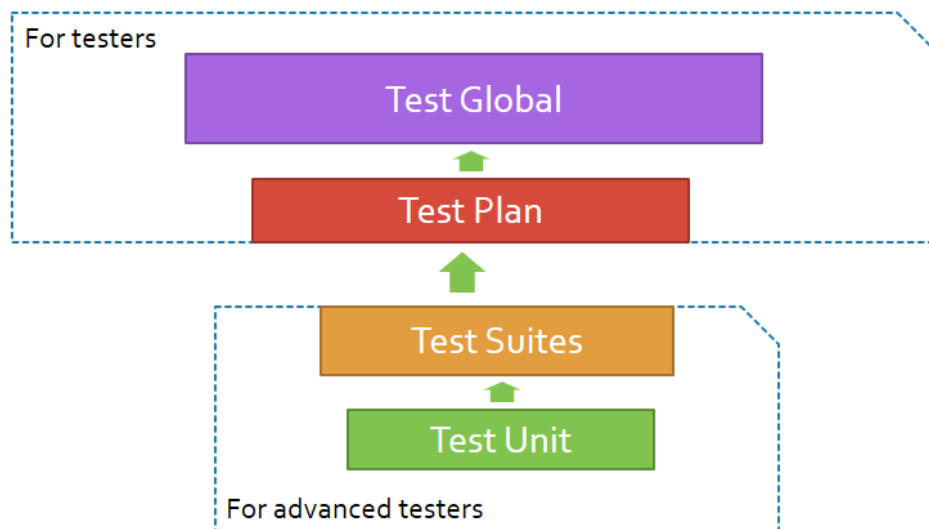 For testers
Test Global
Test Plan
Test Suites
Test Unit
For advanced testers